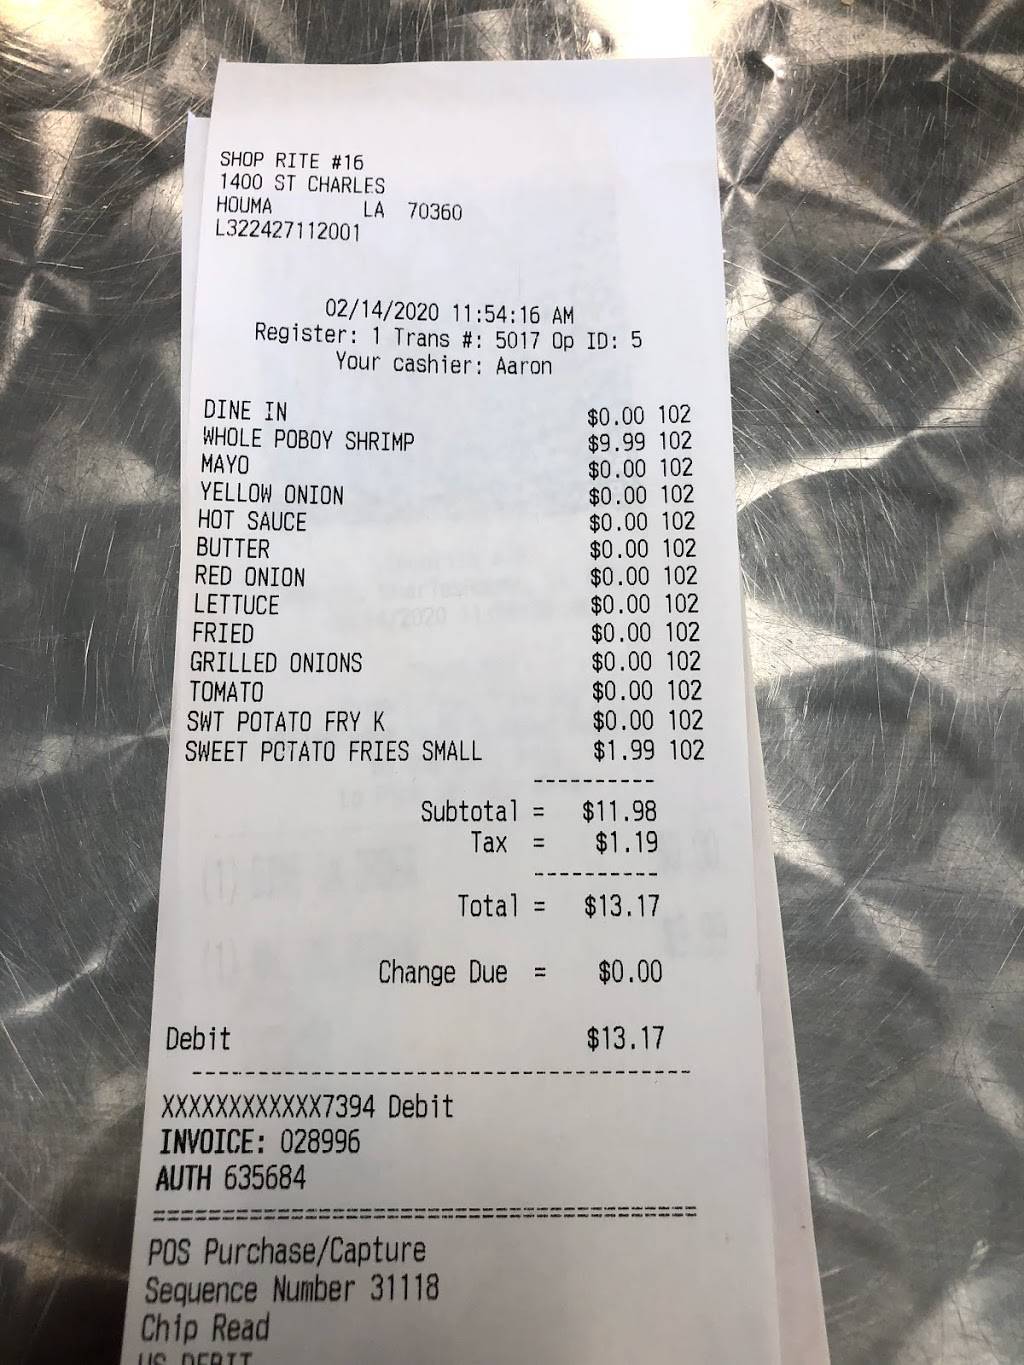 SHOP RITE #16
1400 ST CHARLES
HOUMA LA 70360
L322427112001
02/14/2020 11:54:16 AM
Register: 1 Trans #: 5017 Op ID: 5
Your cashier: Aaron
DINE IN $0.00 102
WHOLE POBOY SHRIMP $9.99 102
MAYO $0.00 102
YELLOW ONION $0.00 102
HOT SAUCE $0.00 102
BUTTER $0.00 102
RED ONION $0.00 102
LETTUCE $0.00 102
FRIED $0.00 102
GRILLED ONIONS $0.00 102
TOMATO $0.00 102
SWT POTATO FRY K $0.00 102
SWEET POTATO FRIES SMALL $1.99 102
----------
Subtotal = $11.98
Tax = $1.19
----------
Total = $13.17
Change Due = $0.00
Debit $13.17
----------------------------------------
XXXXXXXXXXXX7394 Debit
INVOICE: 028996
AUTH 635684
========================================
POS Purchase/Capture
Sequence Number 31118
Chip Read
US DEBIT